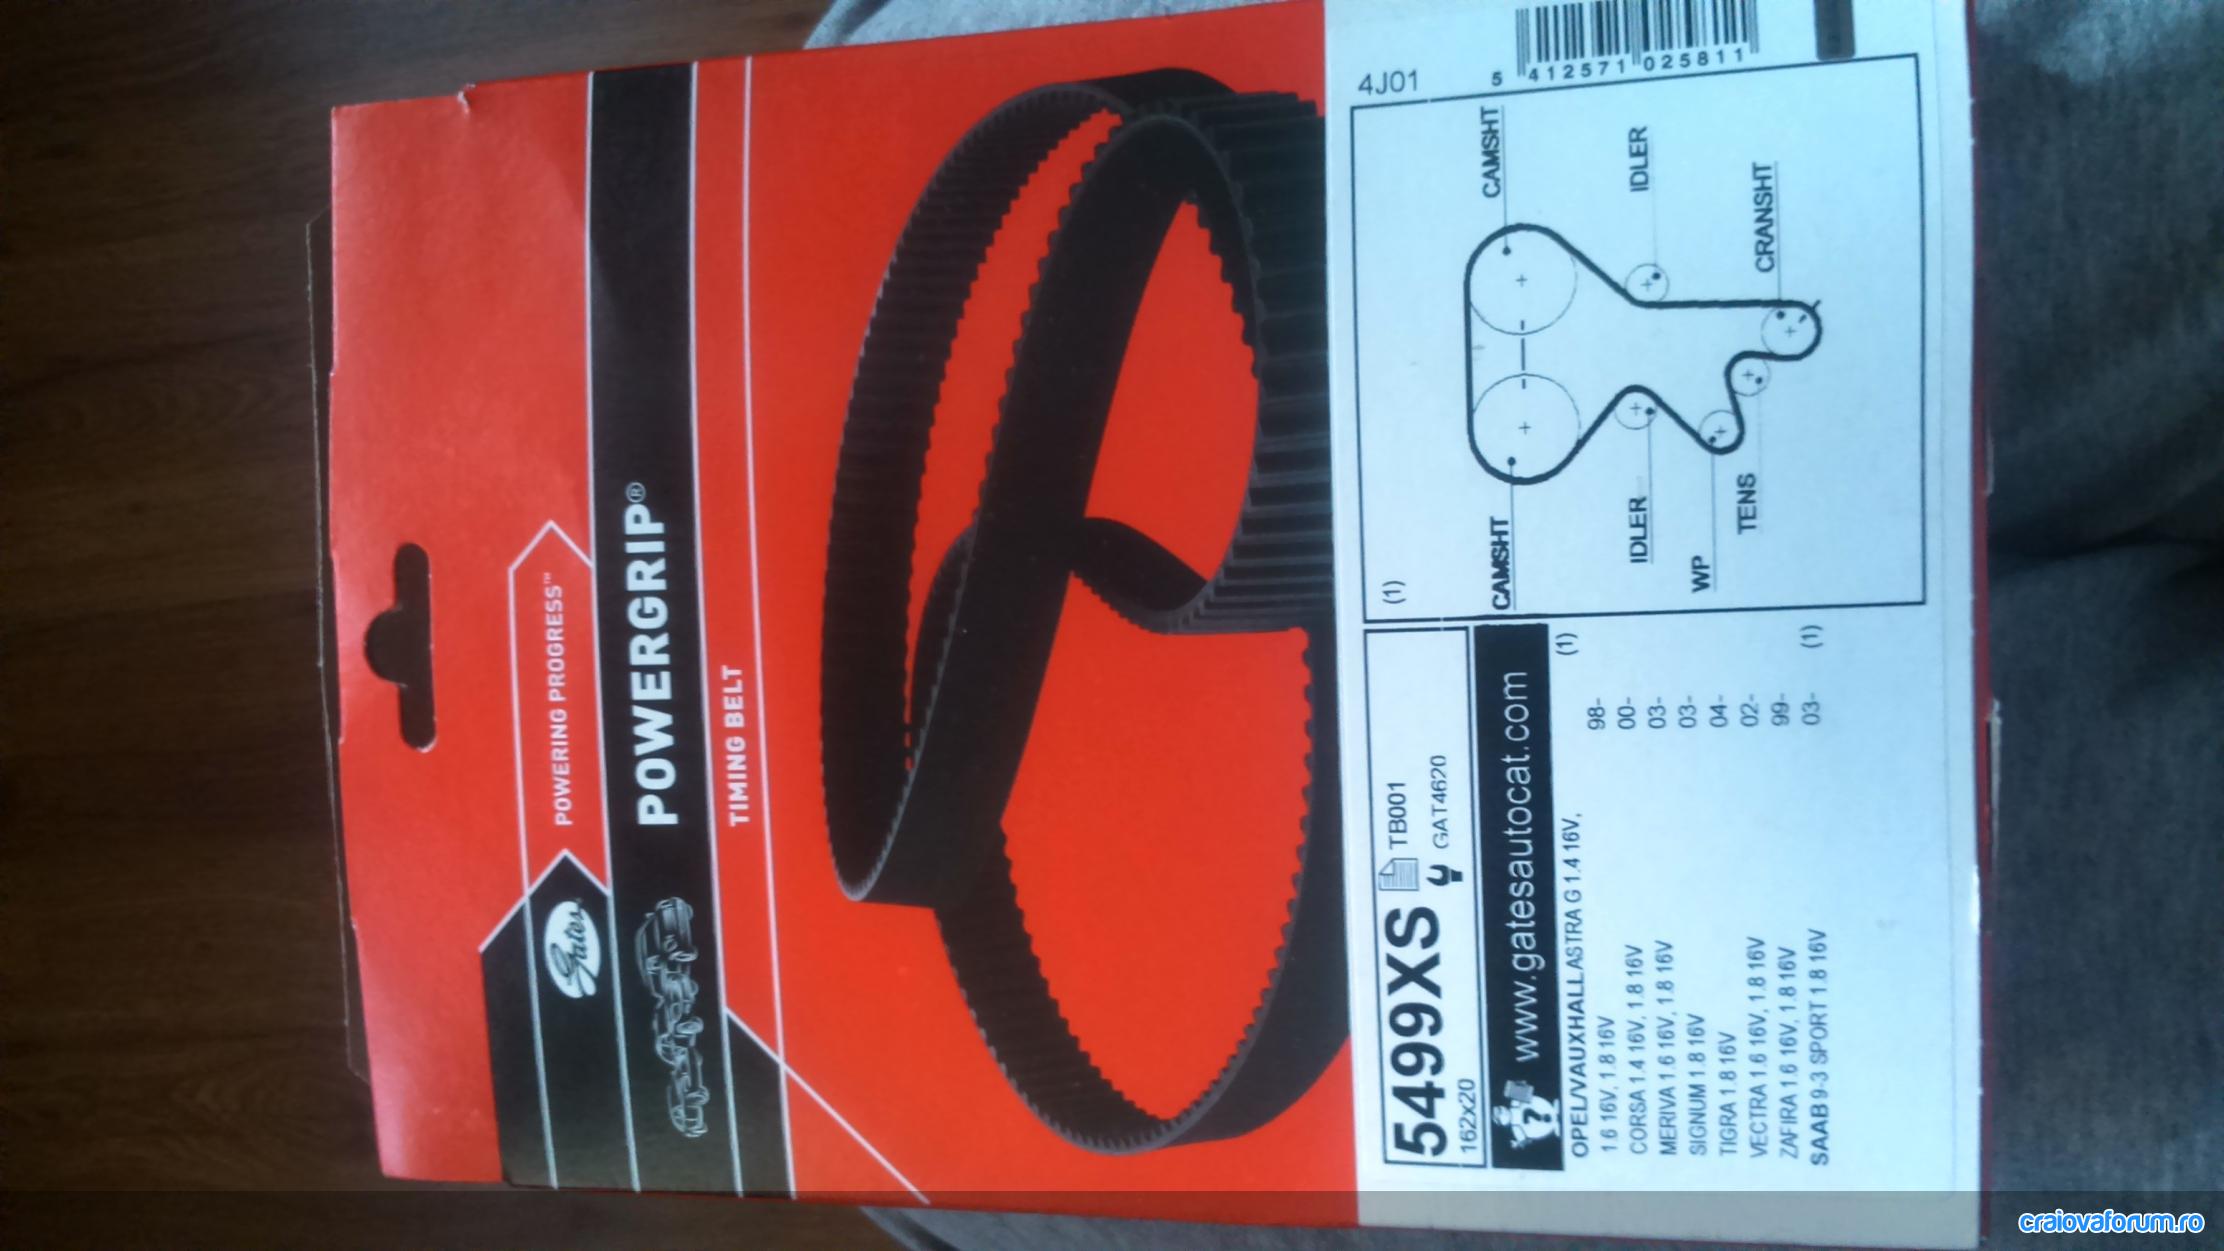 Gates
POWERING PROGRESS™
POWERGRIP®
TIMING BELT
5499XS
162x20
TB001
GAT4620
www.gatesautocat.com
OPEL/VAUXHALL ASTRA G 1.4 16V, (1)
1.6 16V, 1.8 16V 98-
CORSA 1.4 16V, 1.8 16V 00-
MERIVA 1.6 16V, 1.8 16V 03-
SIGNUM 1.8 16V 03-
TIGRA 1.8 16V 04-
VECTRA 1.6 16V, 1.8 16V 02-
ZAFIRA 1.6 16V, 1.8 16V 99-
SAAB 9-3 SPORT 1.8 16V 03- (1)
4J01
5 412571 025811
(1)
CAMSHT
CAMSHT
IDLER
IDLER
WP
TENS
CRANSHT
craiovaforum.ro